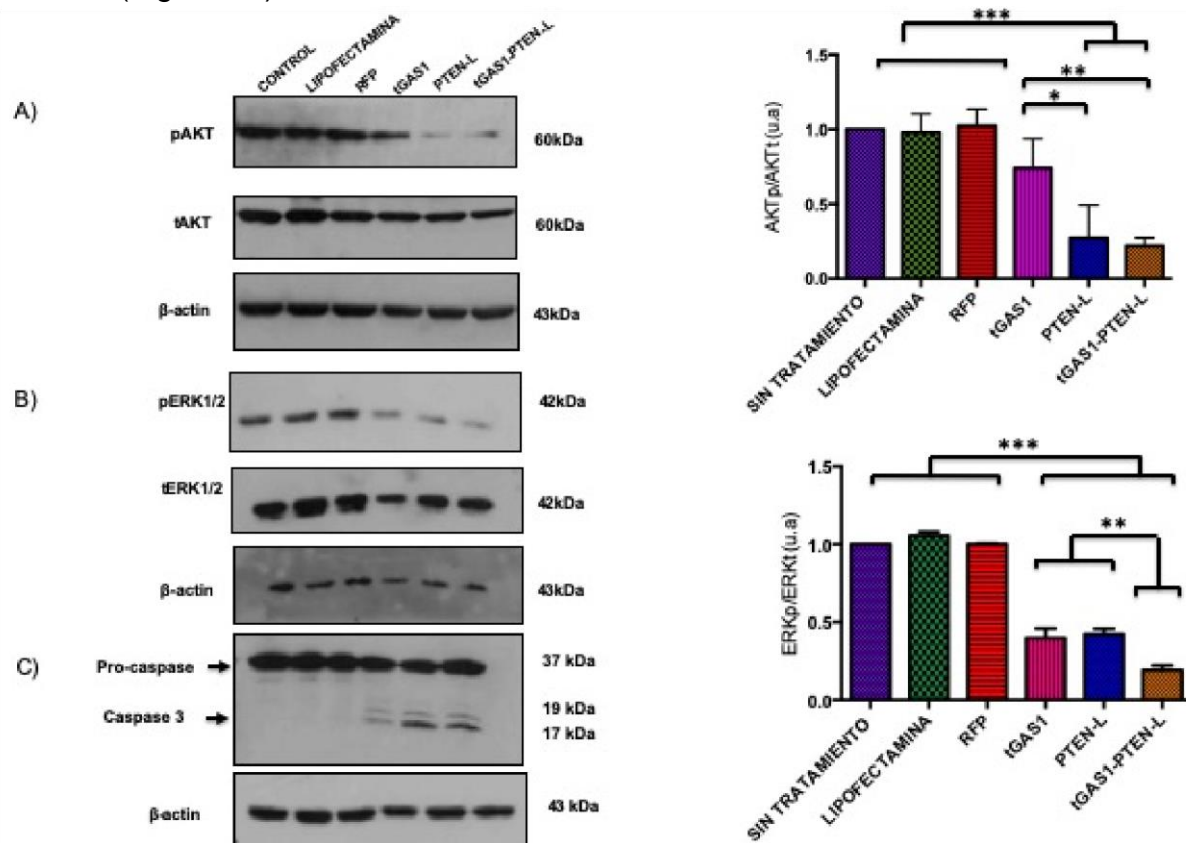 CONTROL
LIPOFECTAMINA
RFP
tGAS1
PTEN-L
tGAS1-PTEN-L
A)
pAKT
60kDa
tAKT
60kDa
β-actin
43kDa
B)
pERK1/2
42kDa
tERK1/2
42kDa
β-actin
43kDa
C)
Pro-caspase
37 kDa
Caspase 3
19 kDa
17 kDa
β-actin
43 kDa
***
**
*
AKTp/AKTt (u.a)
1.5
1.0
0.5
0.0
SIN TRATAMIENTO
LIPOFECTAMINA
RFP
tGAS1
PTEN-L
tGAS1-PTEN-L
***
**
ERKp/ERKt (u.a)
1.5
1.0
0.5
0.0
SIN TRATAMIENTO
LIPOFECTAMINA
RFP
tGAS1
PTEN-L
tGAS1-PTEN-L